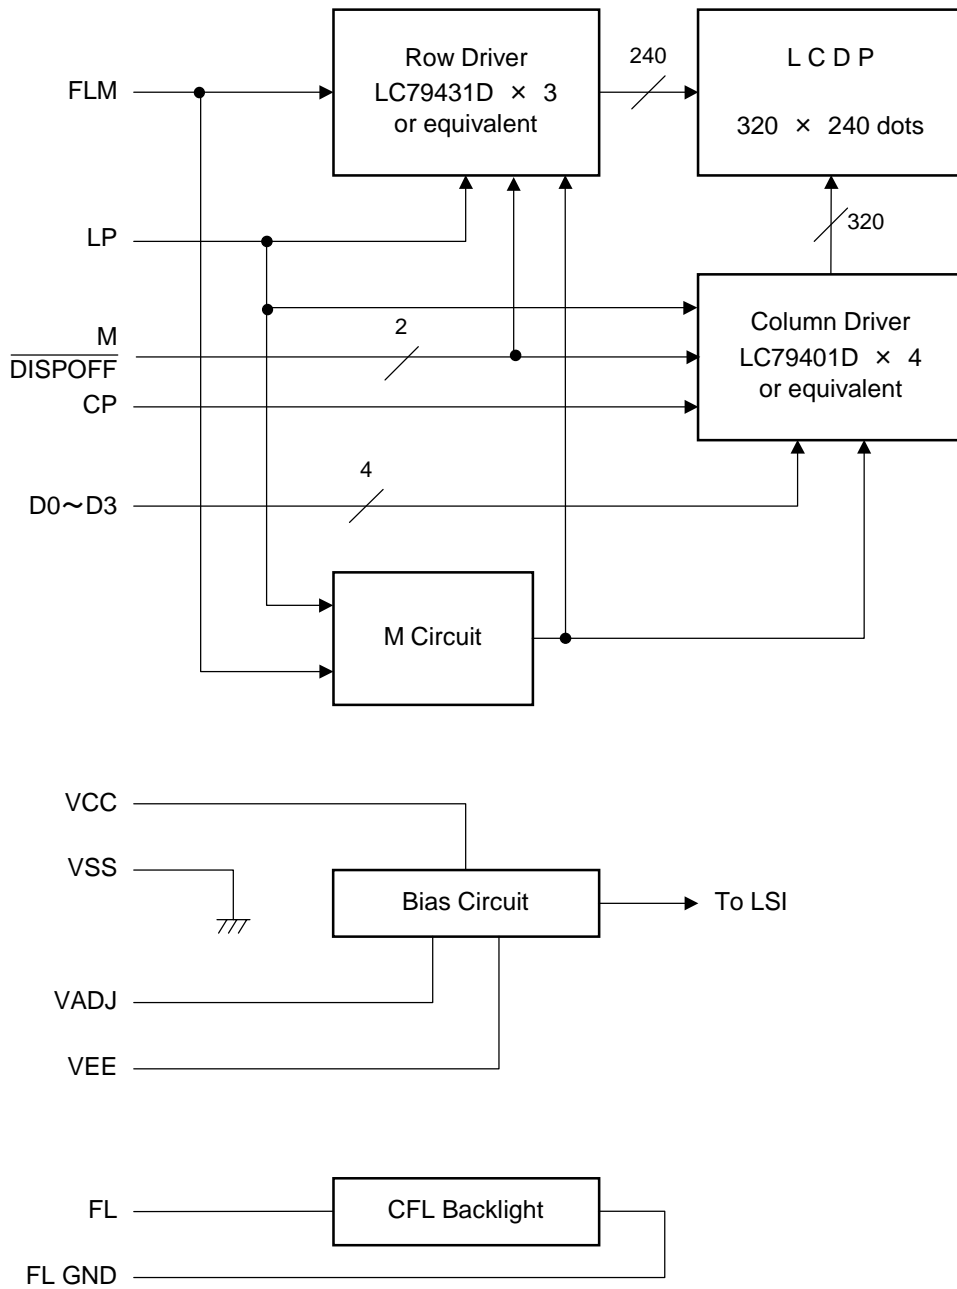 Row Driver
LC79431D × 3
or equivalent
240
L C D P
320 × 240 dots
FLM
LP
320
M
DISPOFF
2
Column Driver
LC79401D × 4
or equivalent
CP
4
D0～D3
M Circuit
VCC
VSS
Bias Circuit
To LSI
VADJ
VEE
FL
CFL Backlight
FL GND